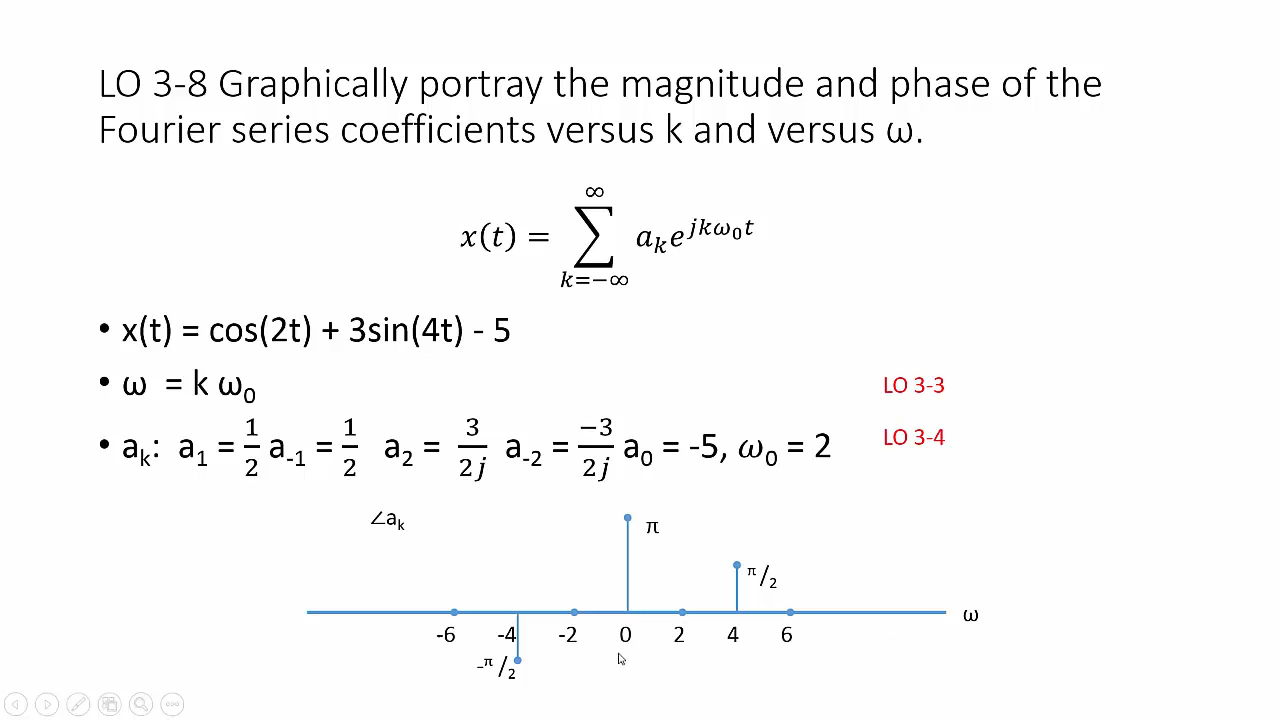 LO 3-8 Graphically portray the magnitude and phase of the
Fourier series coefficients versus k and versus ω.
x(t) = ∑_{k=−∞}^{∞} a_k e^{jkω₀t}
• x(t) = cos(2t) + 3sin(4t) - 5
• ω = k ω₀
LO 3-3
• aₖ: a₁ = 1/2 a₋₁ = 1/2 a₂ = 3/2j a₋₂ = −3/2j a₀ = -5, ω₀ = 2
LO 3-4
∠aₖ
π
π/2
ω
-6 -4 -2 0 2 4 6
-π/2